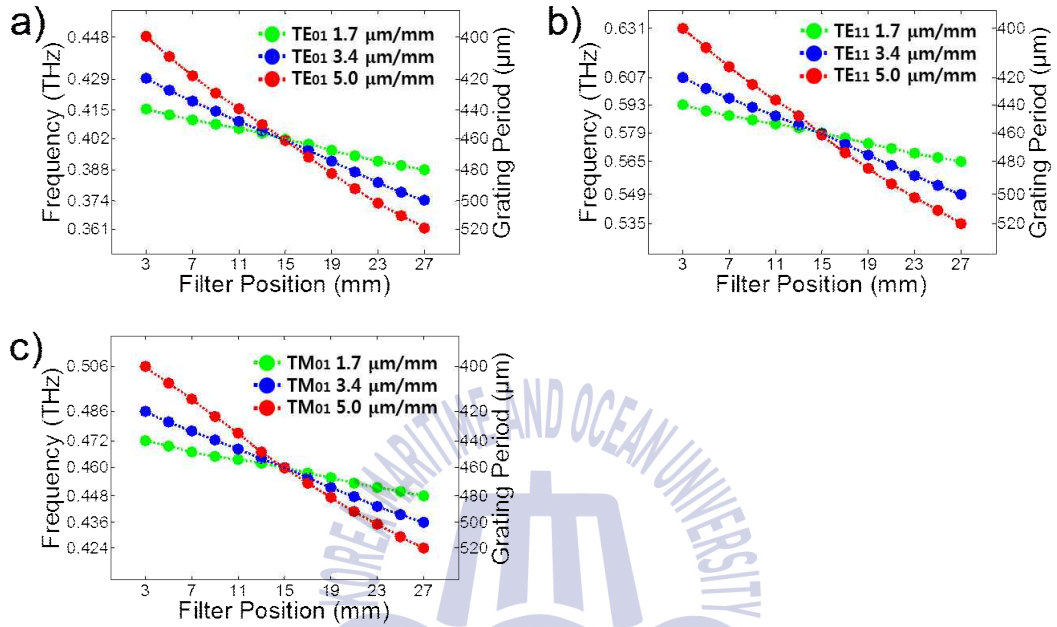 a)
TE01 1.7 μm/mm
TE01 3.4 μm/mm
TE01 5.0 μm/mm
Frequency (THz)
0.448
0.429
0.415
0.402
0.388
0.374
0.361
400
420
440
460
480
500
520
Grating Period (μm)
3 7 11 15 19 23 27
Filter Position (mm)
b)
TE11 1.7 μm/mm
TE11 3.4 μm/mm
TE11 5.0 μm/mm
Frequency (THz)
0.631
0.607
0.593
0.579
0.565
0.549
0.535
400
420
440
460
480
500
520
Grating Period (μm)
3 7 11 15 19 23 27
Filter Position (mm)
c)
TM01 1.7 μm/mm
TM01 3.4 μm/mm
TM01 5.0 μm/mm
Frequency (THz)
0.506
0.486
0.472
0.460
0.448
0.436
0.424
400
420
440
460
480
500
520
Grating Period (μm)
3 7 11 15 19 23 27
Filter Position (mm)
KOREA MARITIME AND OCEAN UNIVERSITY